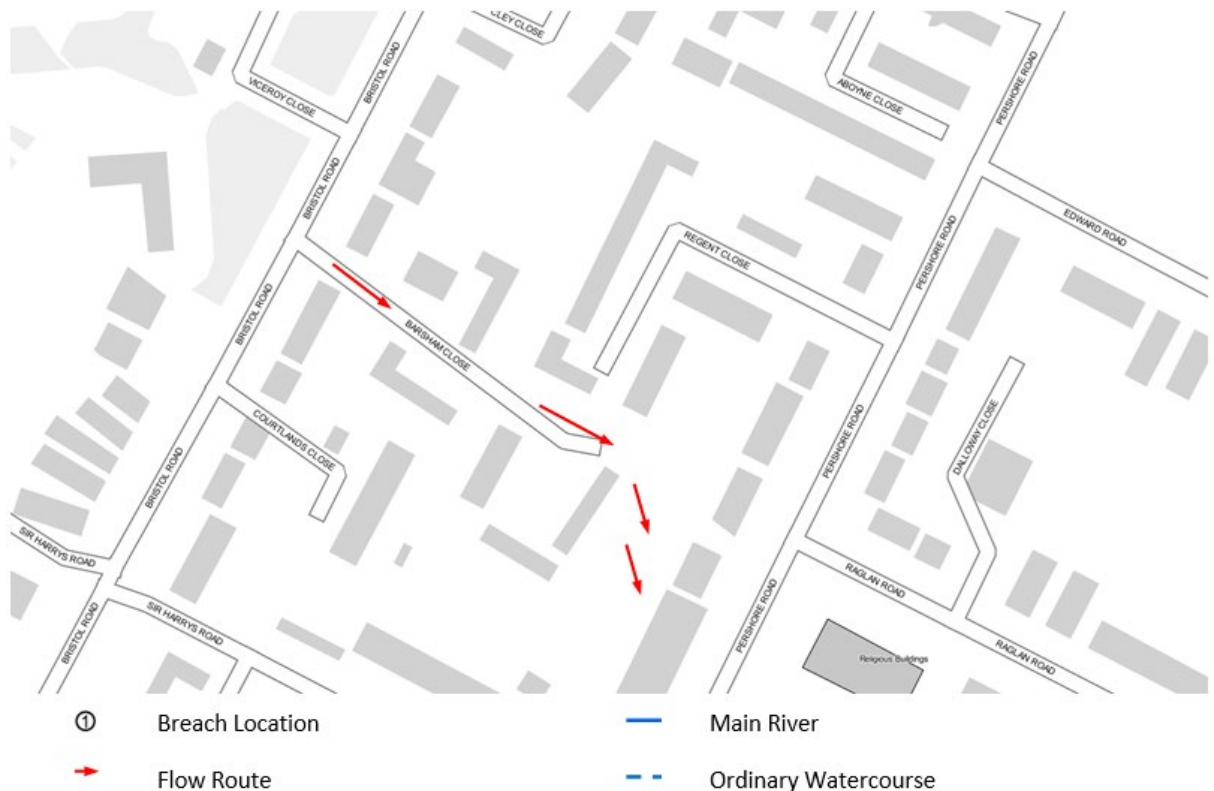 CLEY CLOSE
BRISTOL ROAD
VICEROY CLOSE
ABOYNE CLOSE
PERSHORE ROAD
BRISTOL ROAD
EDWARD ROAD
REGENT CLOSE
PERSHORE ROAD
BRISTOL ROAD
BARSHAM CLOSE
COURTLANDS CLOSE
PERSHORE ROAD
DALLOWAY CLOSE
BRISTOL ROAD
SIR HARRYS ROAD
RAGLAN ROAD
SIR HARRYS ROAD
BRISTOL ROAD
PERSHORE ROAD
Religious Buildings
RAGLAN ROAD
① Breach Location
Main River
Flow Route
Ordinary Watercourse